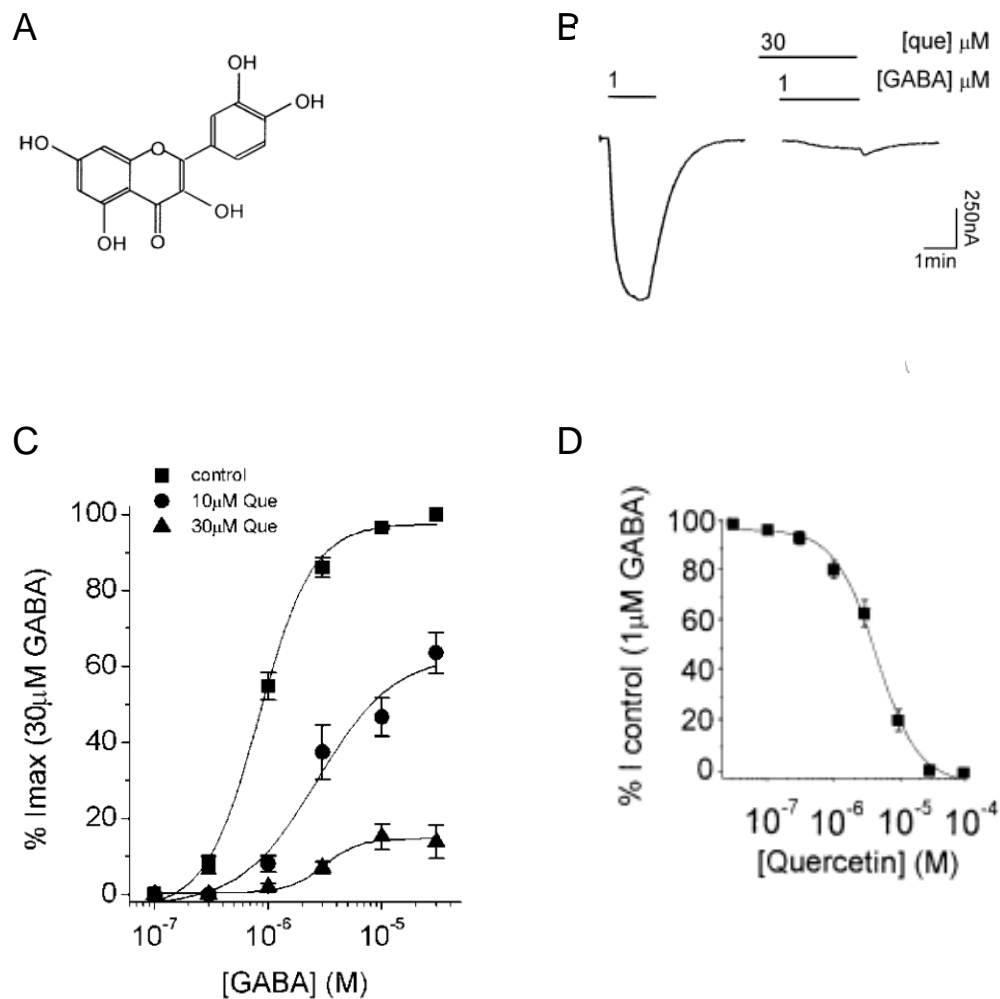 A
OH
OH
HO
O
OH
OH
O
B
30 [que] μM
1 [GABA] μM
250nA
1min
C
control
10μM Que
30μM Que
100
80
60
40
20
0
% Imax (30μM GABA)
10-7 10-6 10-5
[GABA] (M)
D
100
80
60
40
20
0
% I control (1μM GABA)
10-7 10-6 10-5 10-4
[Quercetin] (M)